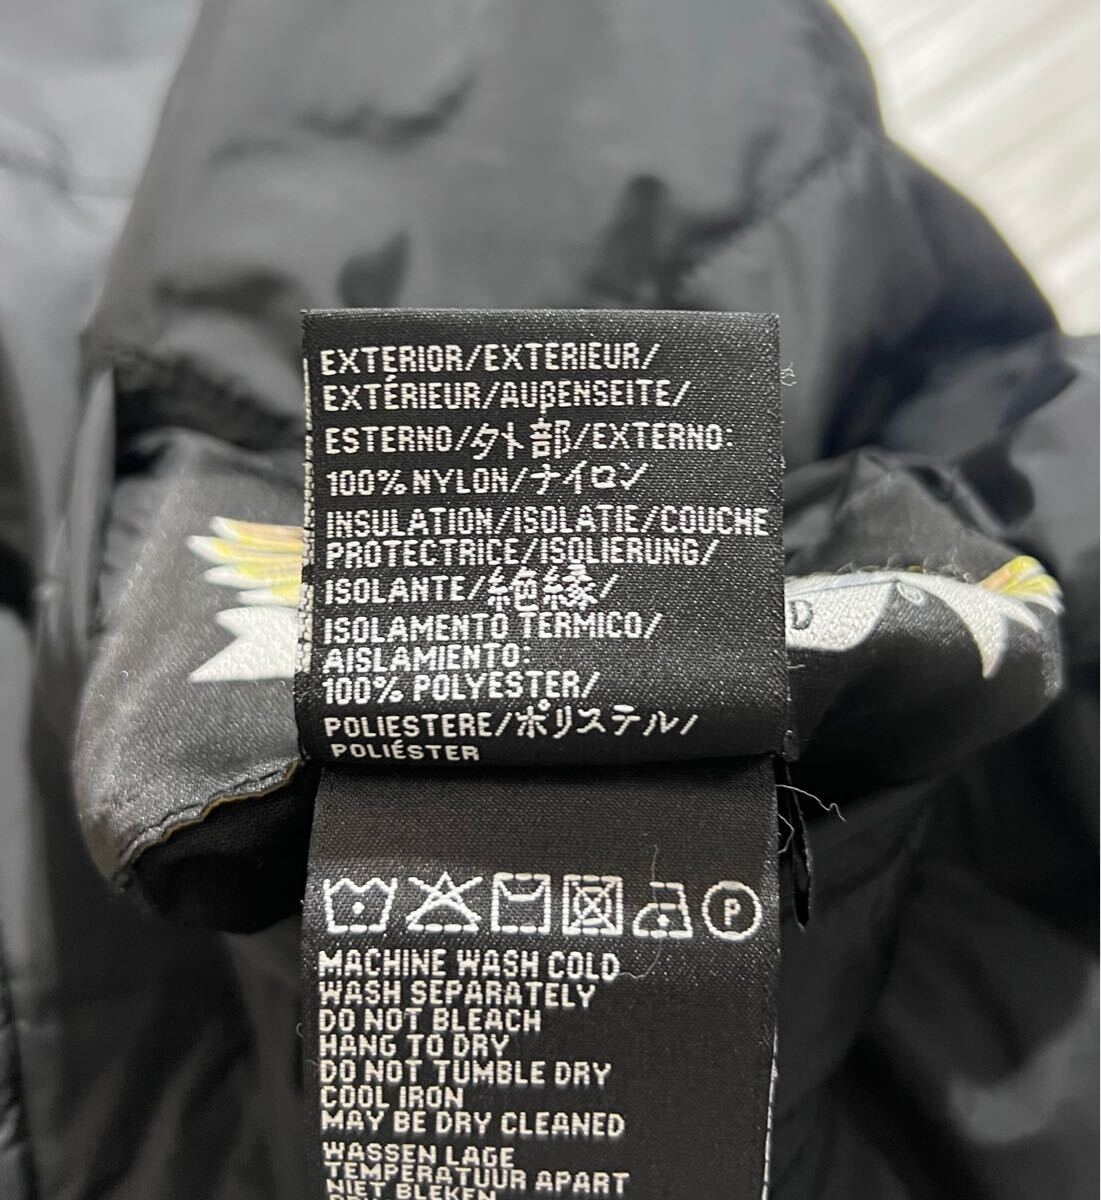 EXTERIOR/EXTERIEUR/
EXTÉRIEUR/AUßENSEITE/
ESTERNO/外部/EXTERNO:
100% NYLON/ナイロン
INSULATION/ISOLATIE/COUCHE
PROTECTRICE/ISOLIERUNG/
ISOLANTE/絶縁/
ISOLAMENTO TERMICO/
AISLAMIENTO:
100% POLYESTER/
POLIESTERE/ポリステル/
POLIÉSTER
D
P
MACHINE WASH COLD
WASH SEPARATELY
DO NOT BLEACH
HANG TO DRY
DO NOT TUMBLE DRY
COOL IRON
MAY BE DRY CLEANED
WASSEN LAGE
TEMPERATUUR APART
NIET BLEKEN